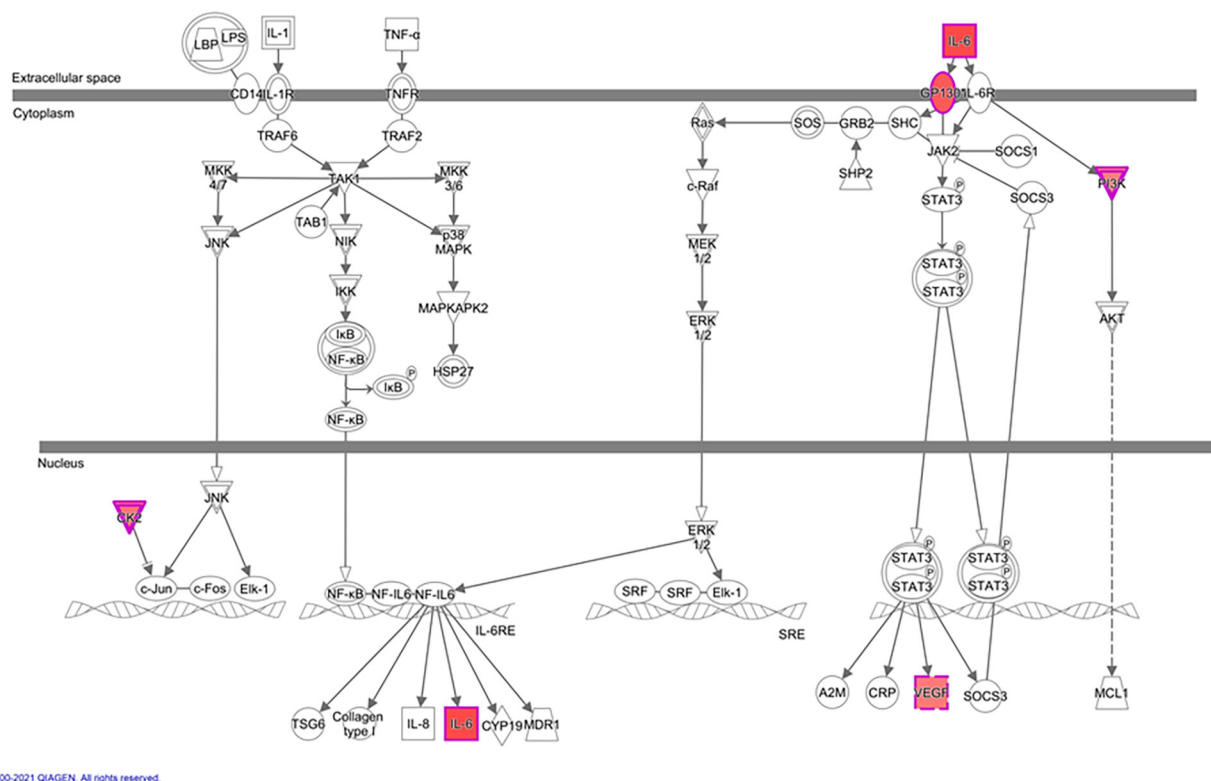 LBP
LPS
IL-1
TNF-α
IL-6
Extracellular space
CD14
IL-1R
TNFR
GP130
IL-6R
Cytoplasm
TRAF6
TRAF2
Ras
SOS
GRB2
SHC
JAK2
SOCS1
MKK
4/7
TAK1
MKK
3/6
c-Raf
SHP2
PI3K
P
STAT3
SOCS3
TAB1
JNK
NIK
p38
MAPK
MEK
1/2
P
STAT3
P
STAT3
IKK
MAPKAPK2
ERK
1/2
AKT
IκB
NF-κB
HSP27
P
IκB
NF-κB
Nucleus
CK2
JNK
ERK
1/2
P
STAT3
P
STAT3
P
STAT3
P
STAT3
c-Jun
c-Fos
Elk-1
NF-κB
NF-IL6
NF-IL6
SRF
SRF
Elk-1
IL-6RE
SRE
A2M
CRP
VEGF
SOCS3
MCL1
TSG6
Collagen
type I
IL-8
IL-6
CYP19
MDR1
00-2021 QIAGEN. All rights reserved.